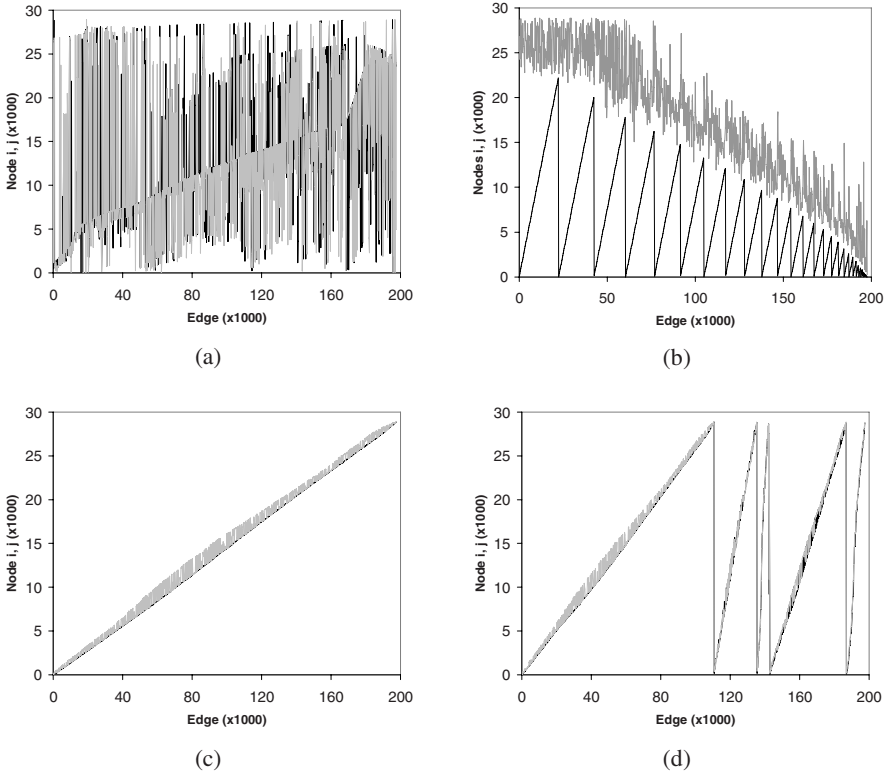 30
25
20
15
10
5
0
0 40 80 120 160 200
Node i, j (x1000)
Edge (x1000)
(a)
30
25
20
15
10
5
0
0 50 100 150 200
Nodes i, j (x1000)
Edge (x1000)
(b)
30
25
20
15
10
5
0
0 40 80 120 160 200
Node i, j (x1000)
Edge (x1000)
(c)
30
25
20
15
10
5
0
0 40 80 120 160 200
Node i, j (x1000)
Edge (x1000)
(d)